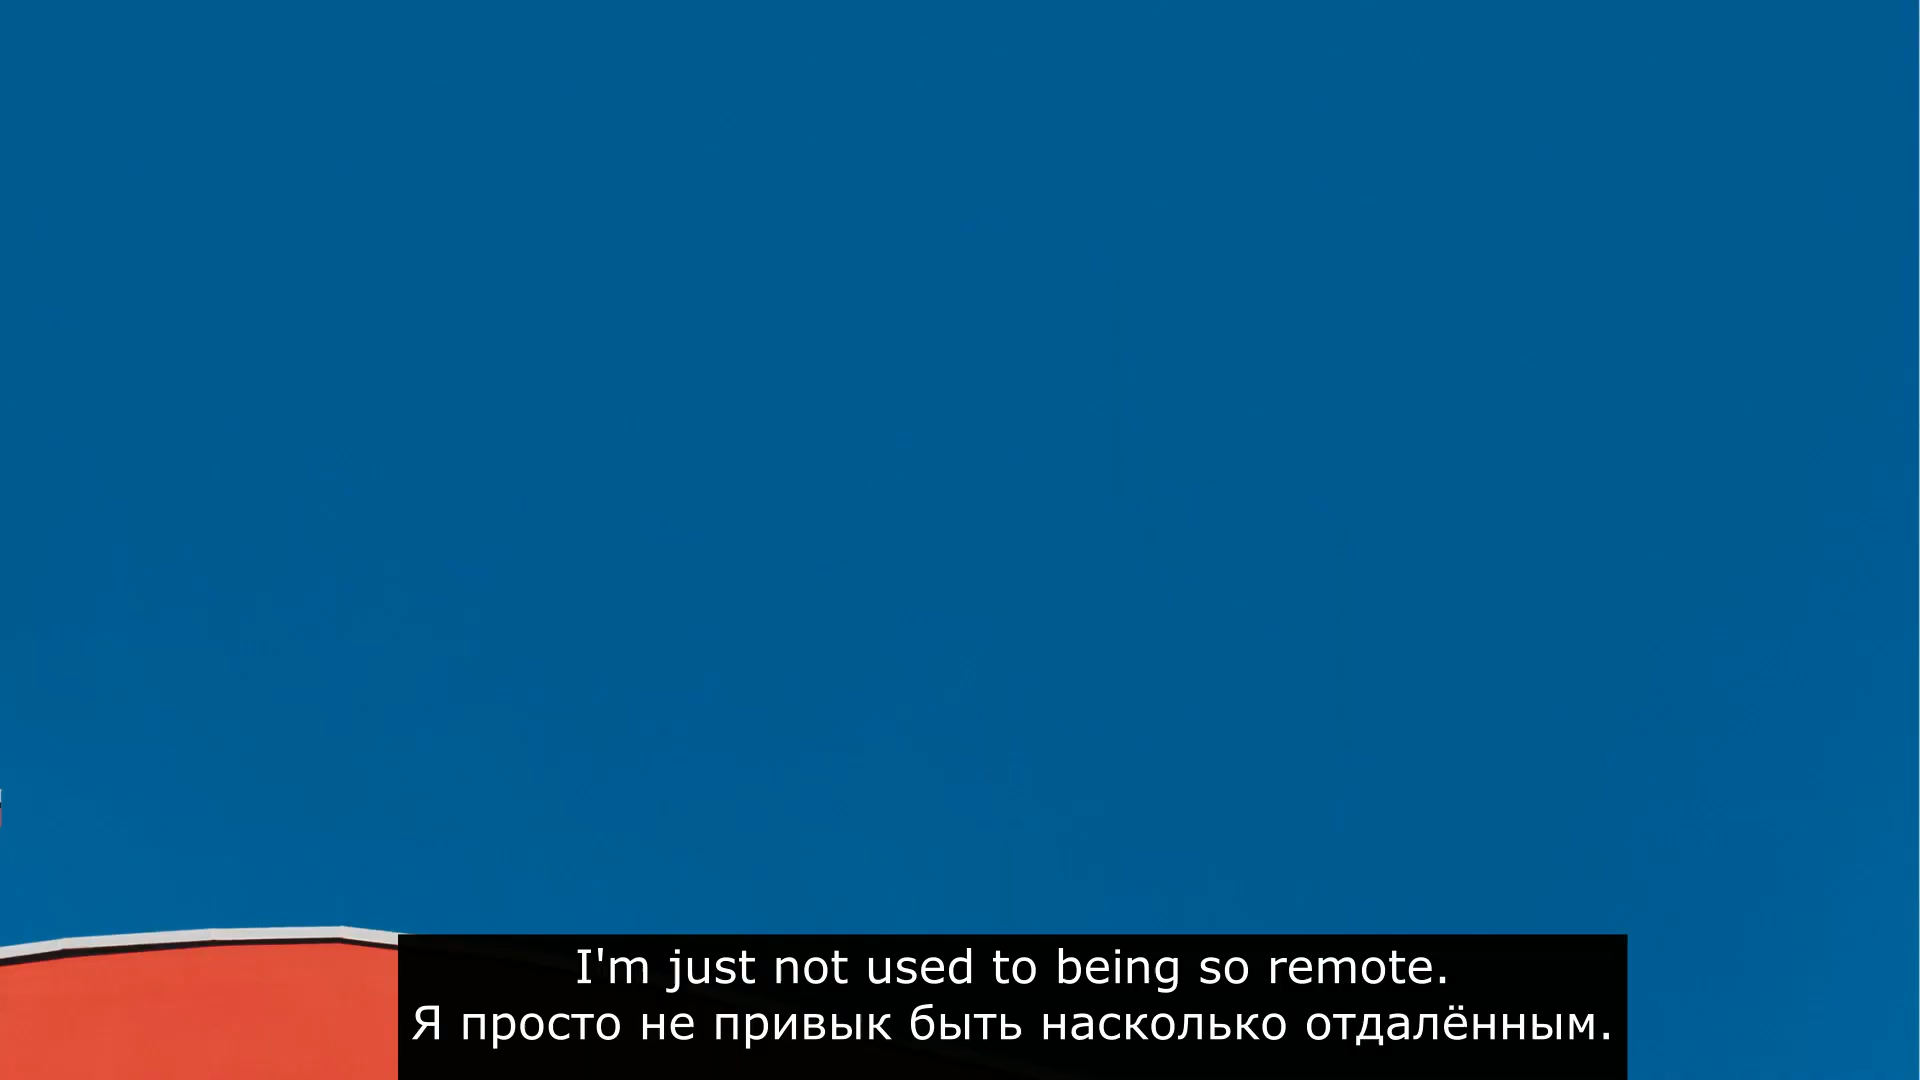 I'm just not used to being so remote.
Я просто не привык быть насколько отдалённым.